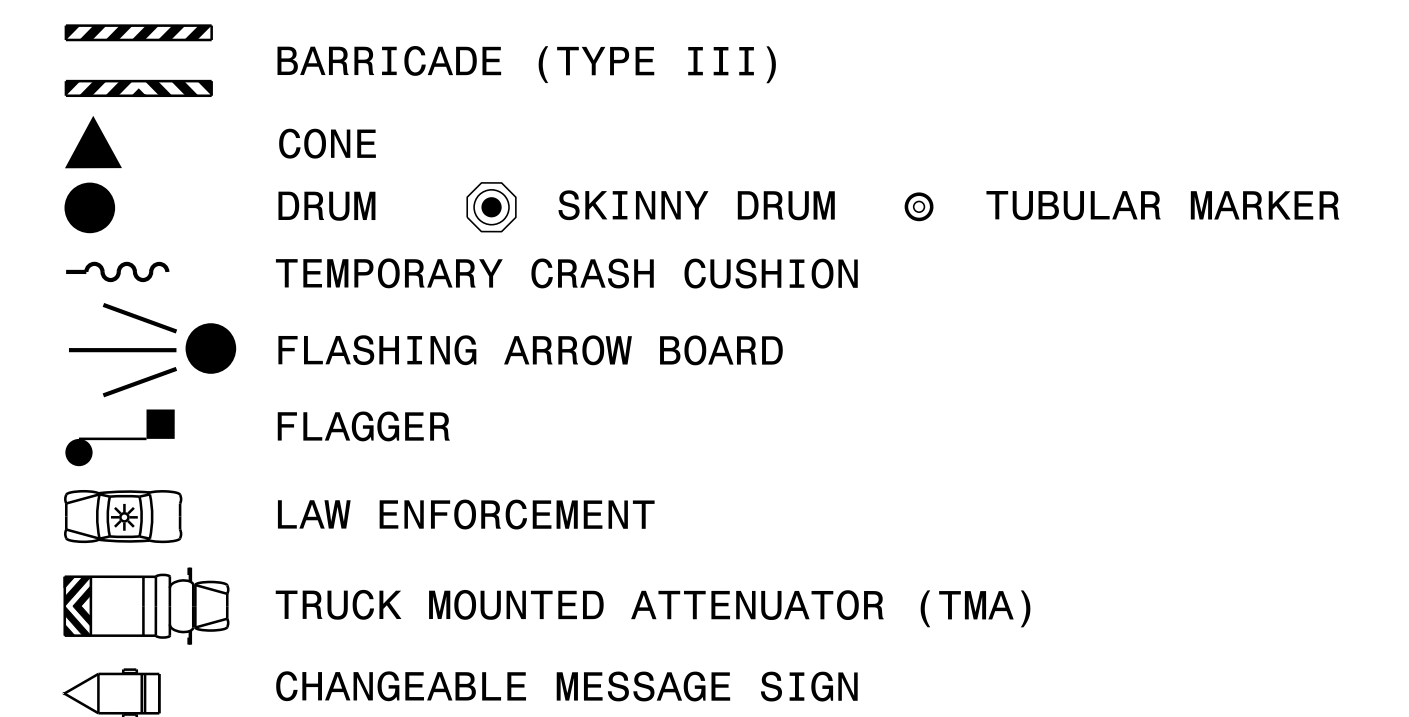 BARRICADE (TYPE III)
CONE
DRUM SKINNY DRUM TUBULAR MARKER
TEMPORARY CRASH CUSHION
FLASHING ARROW BOARD
FLAGGER
LAW ENFORCEMENT
TRUCK MOUNTED ATTENUATOR (TMA)
CHANGEABLE MESSAGE SIGN